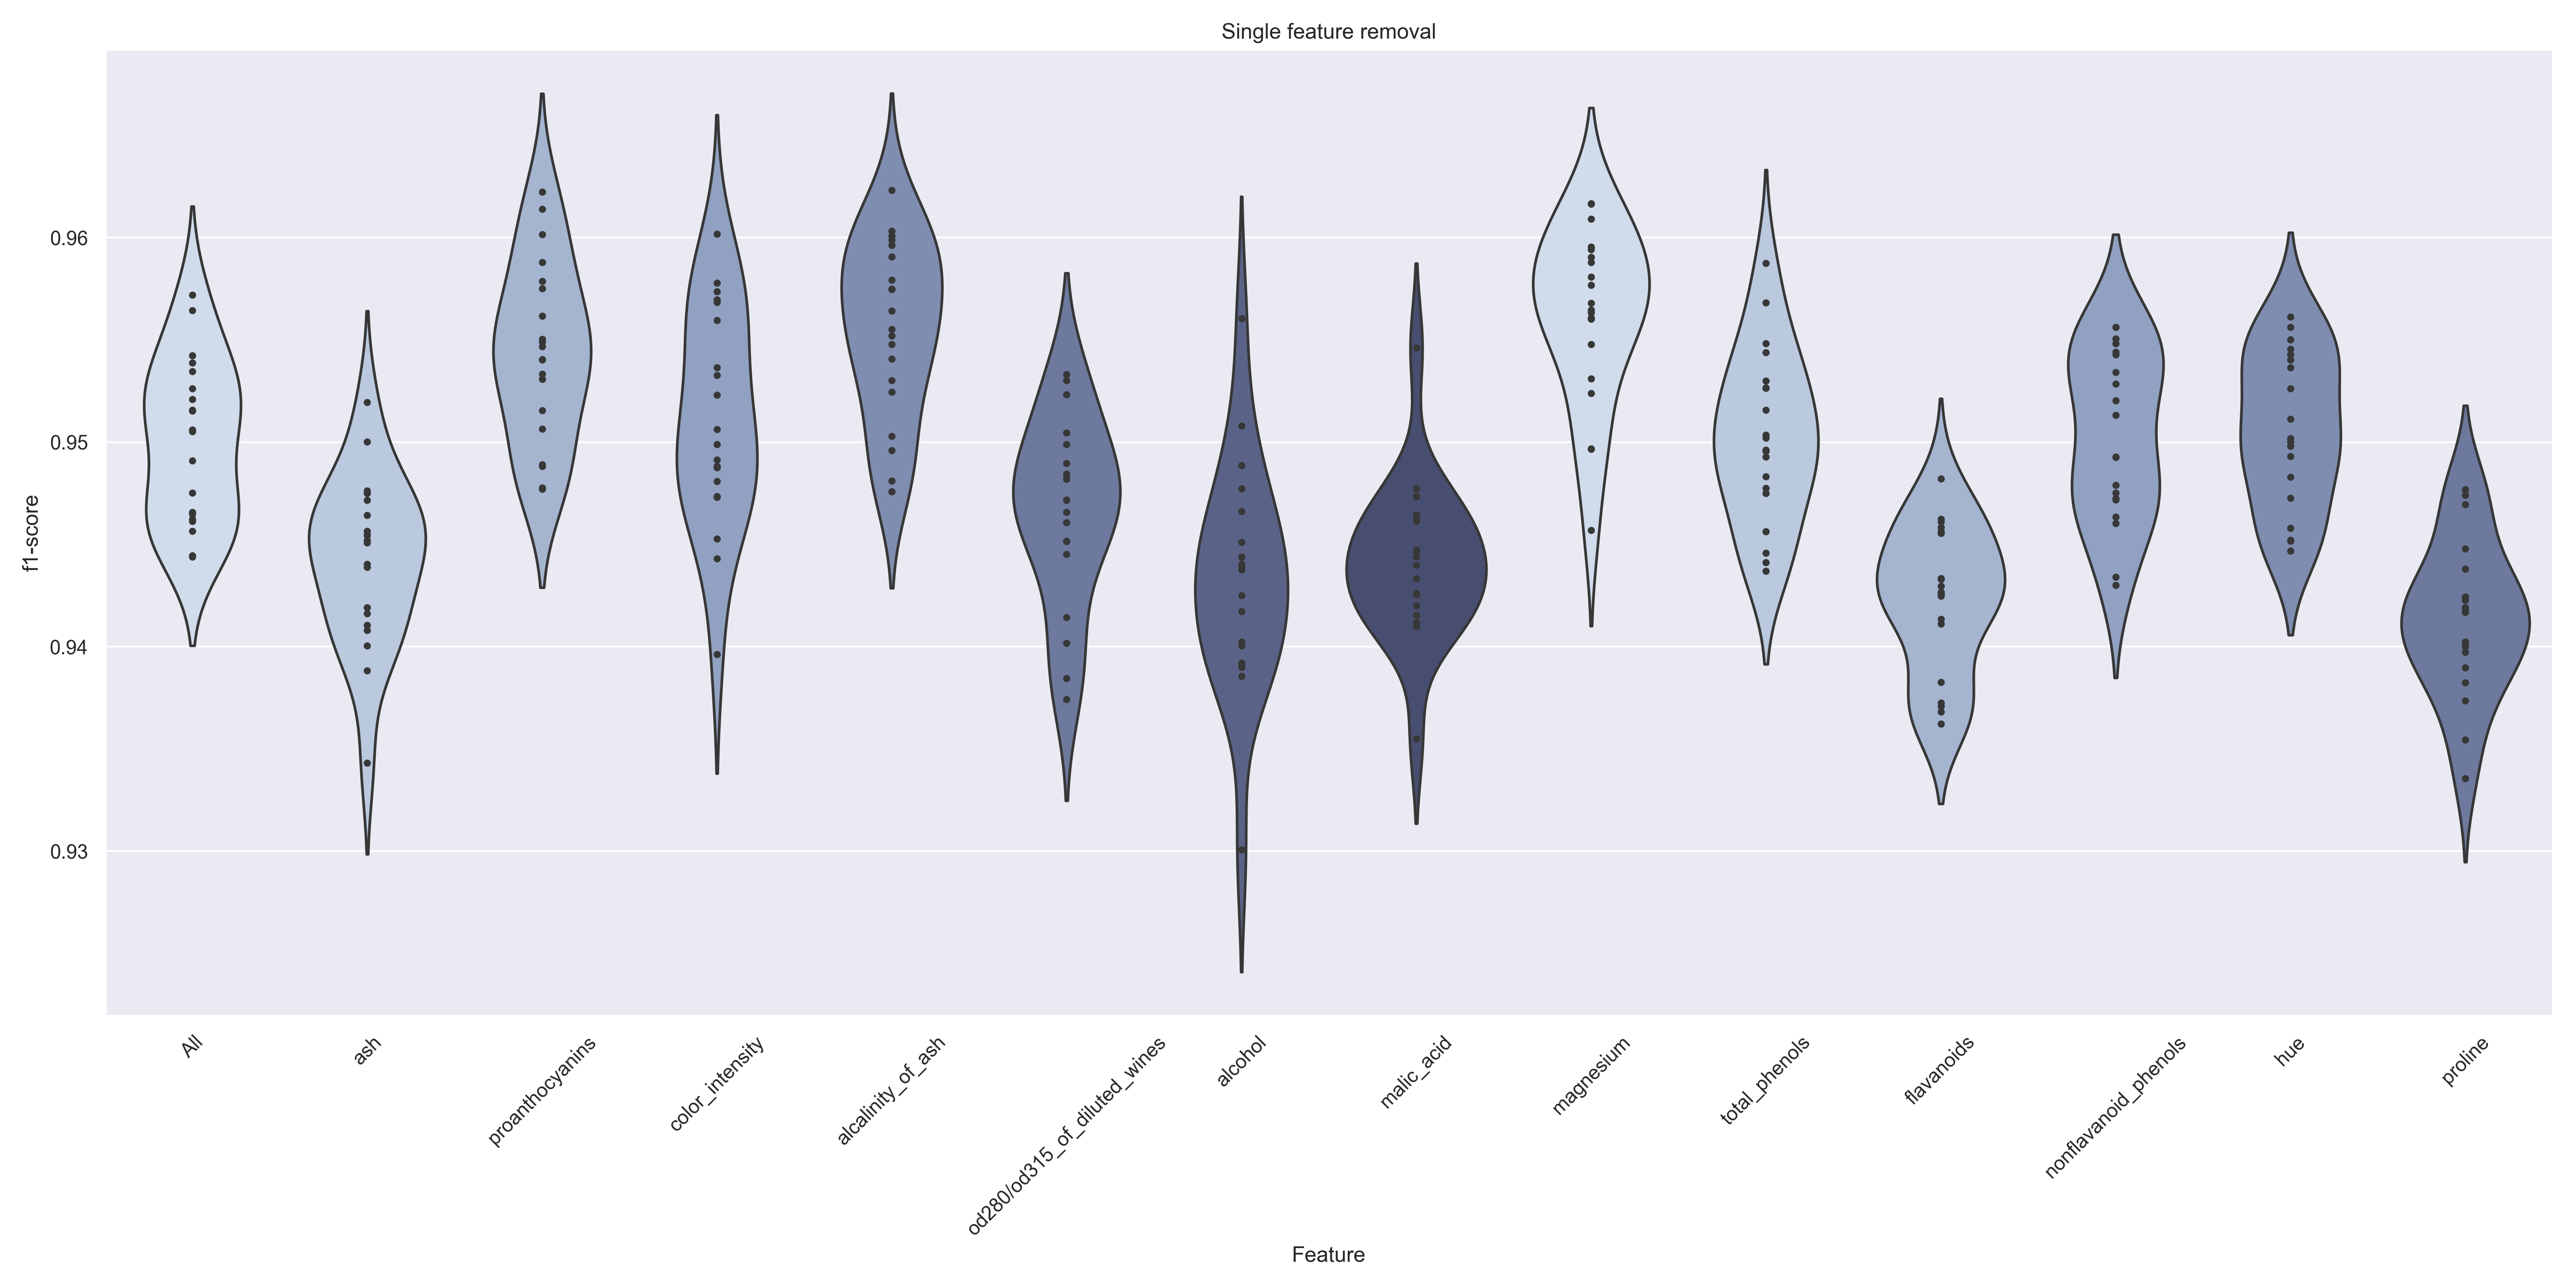 Single feature removal
f1-score
0.96
0.95
0.94
0.93
All
ash
proanthocyanins
color_intensity
alcalinity_of_ash
od280/od315_of_diluted_wines
alcohol
malic_acid
magnesium
total_phenols
flavanoids
nonflavanoid_phenols
hue
proline
Feature